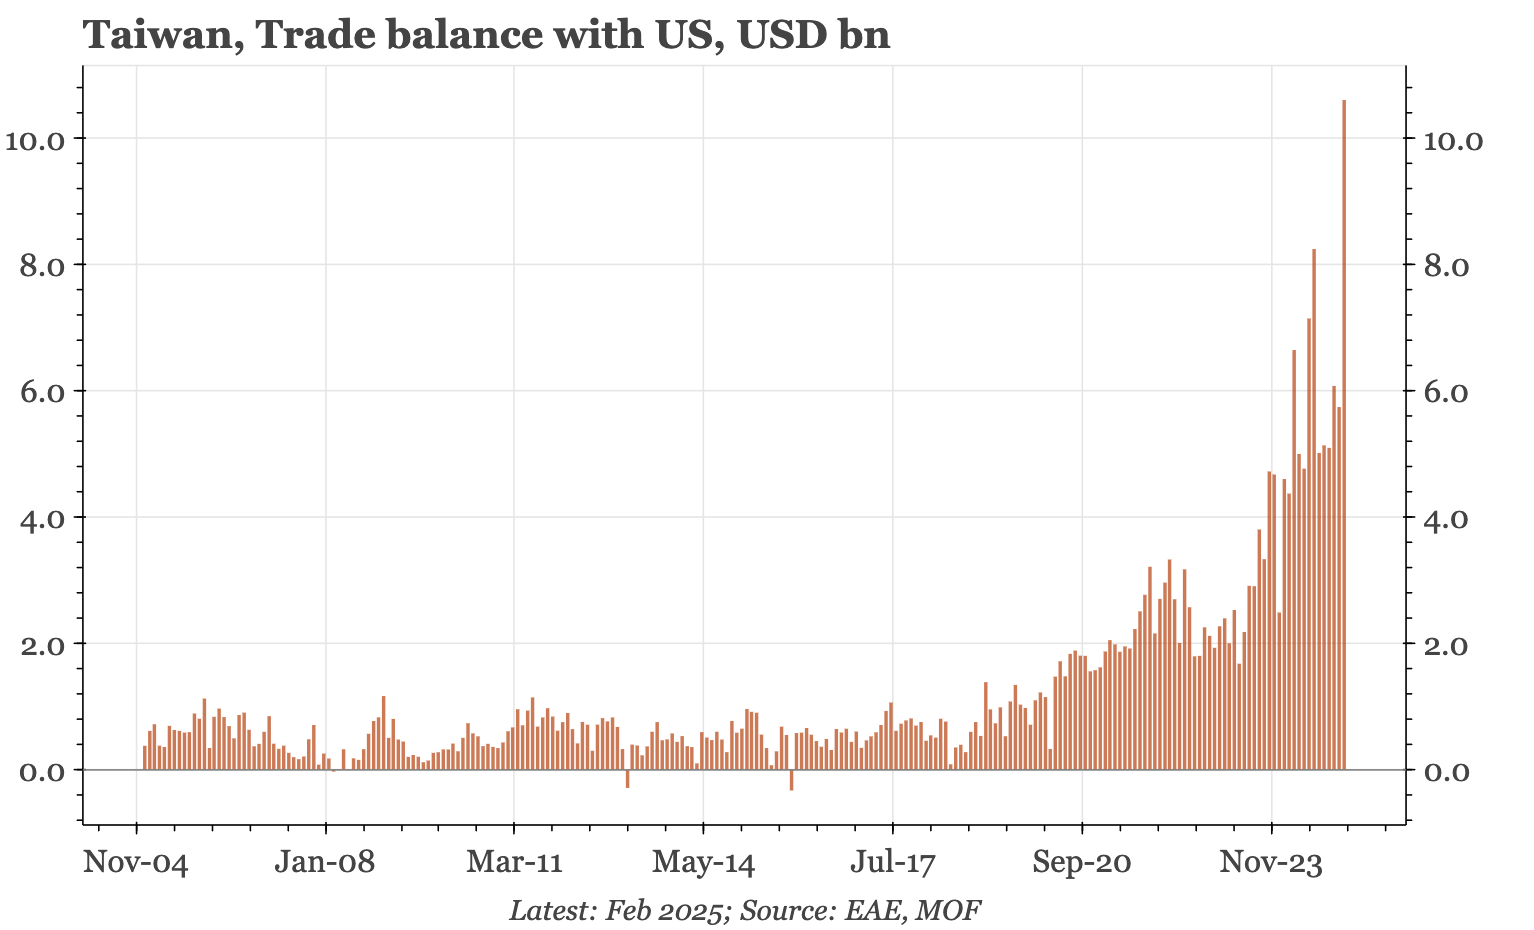 Taiwan, Trade balance with US, USD bn
10.0 10.0
8.0 8.0
6.0 6.0
4.0 4.0
2.0 2.0
0.0 0.0
Nov-04 Jan-08 Mar-11 May-14 Jul-17 Sep-20 Nov-23
Latest: Feb 2025; Source: EAE, MOF